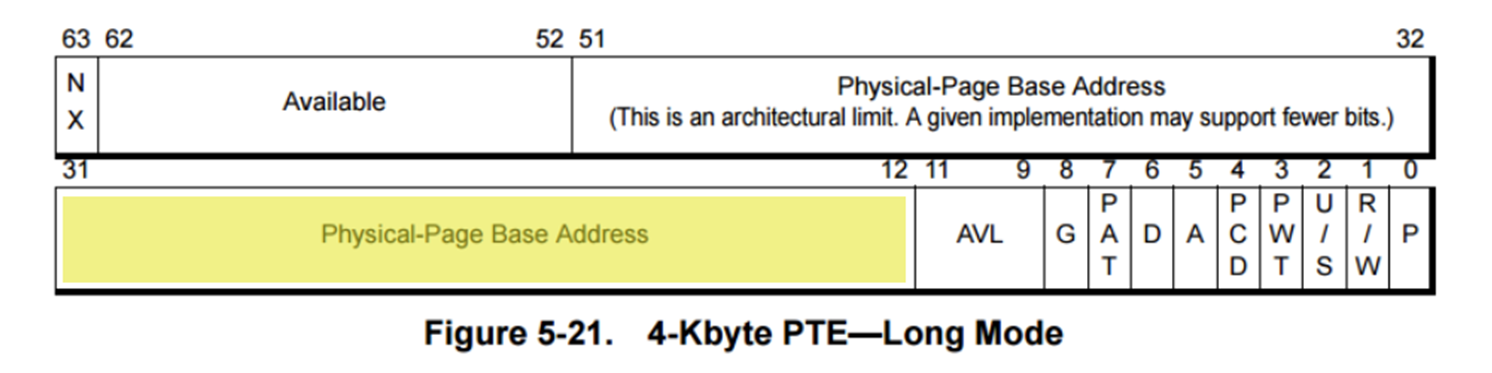 63 62 52 51 32
N
X
Available
Physical-Page Base Address
(This is an architectural limit. A given implementation may support fewer bits.)
31 12 11 9 8 7 6 5 4 3 2 1 0
Physical-Page Base Address
AVL
G
P
A
T
D
A
P
C
D
P
W
T
U
/
S
R
/
W
P
Figure 5-21. 4-Kbyte PTE—Long Mode